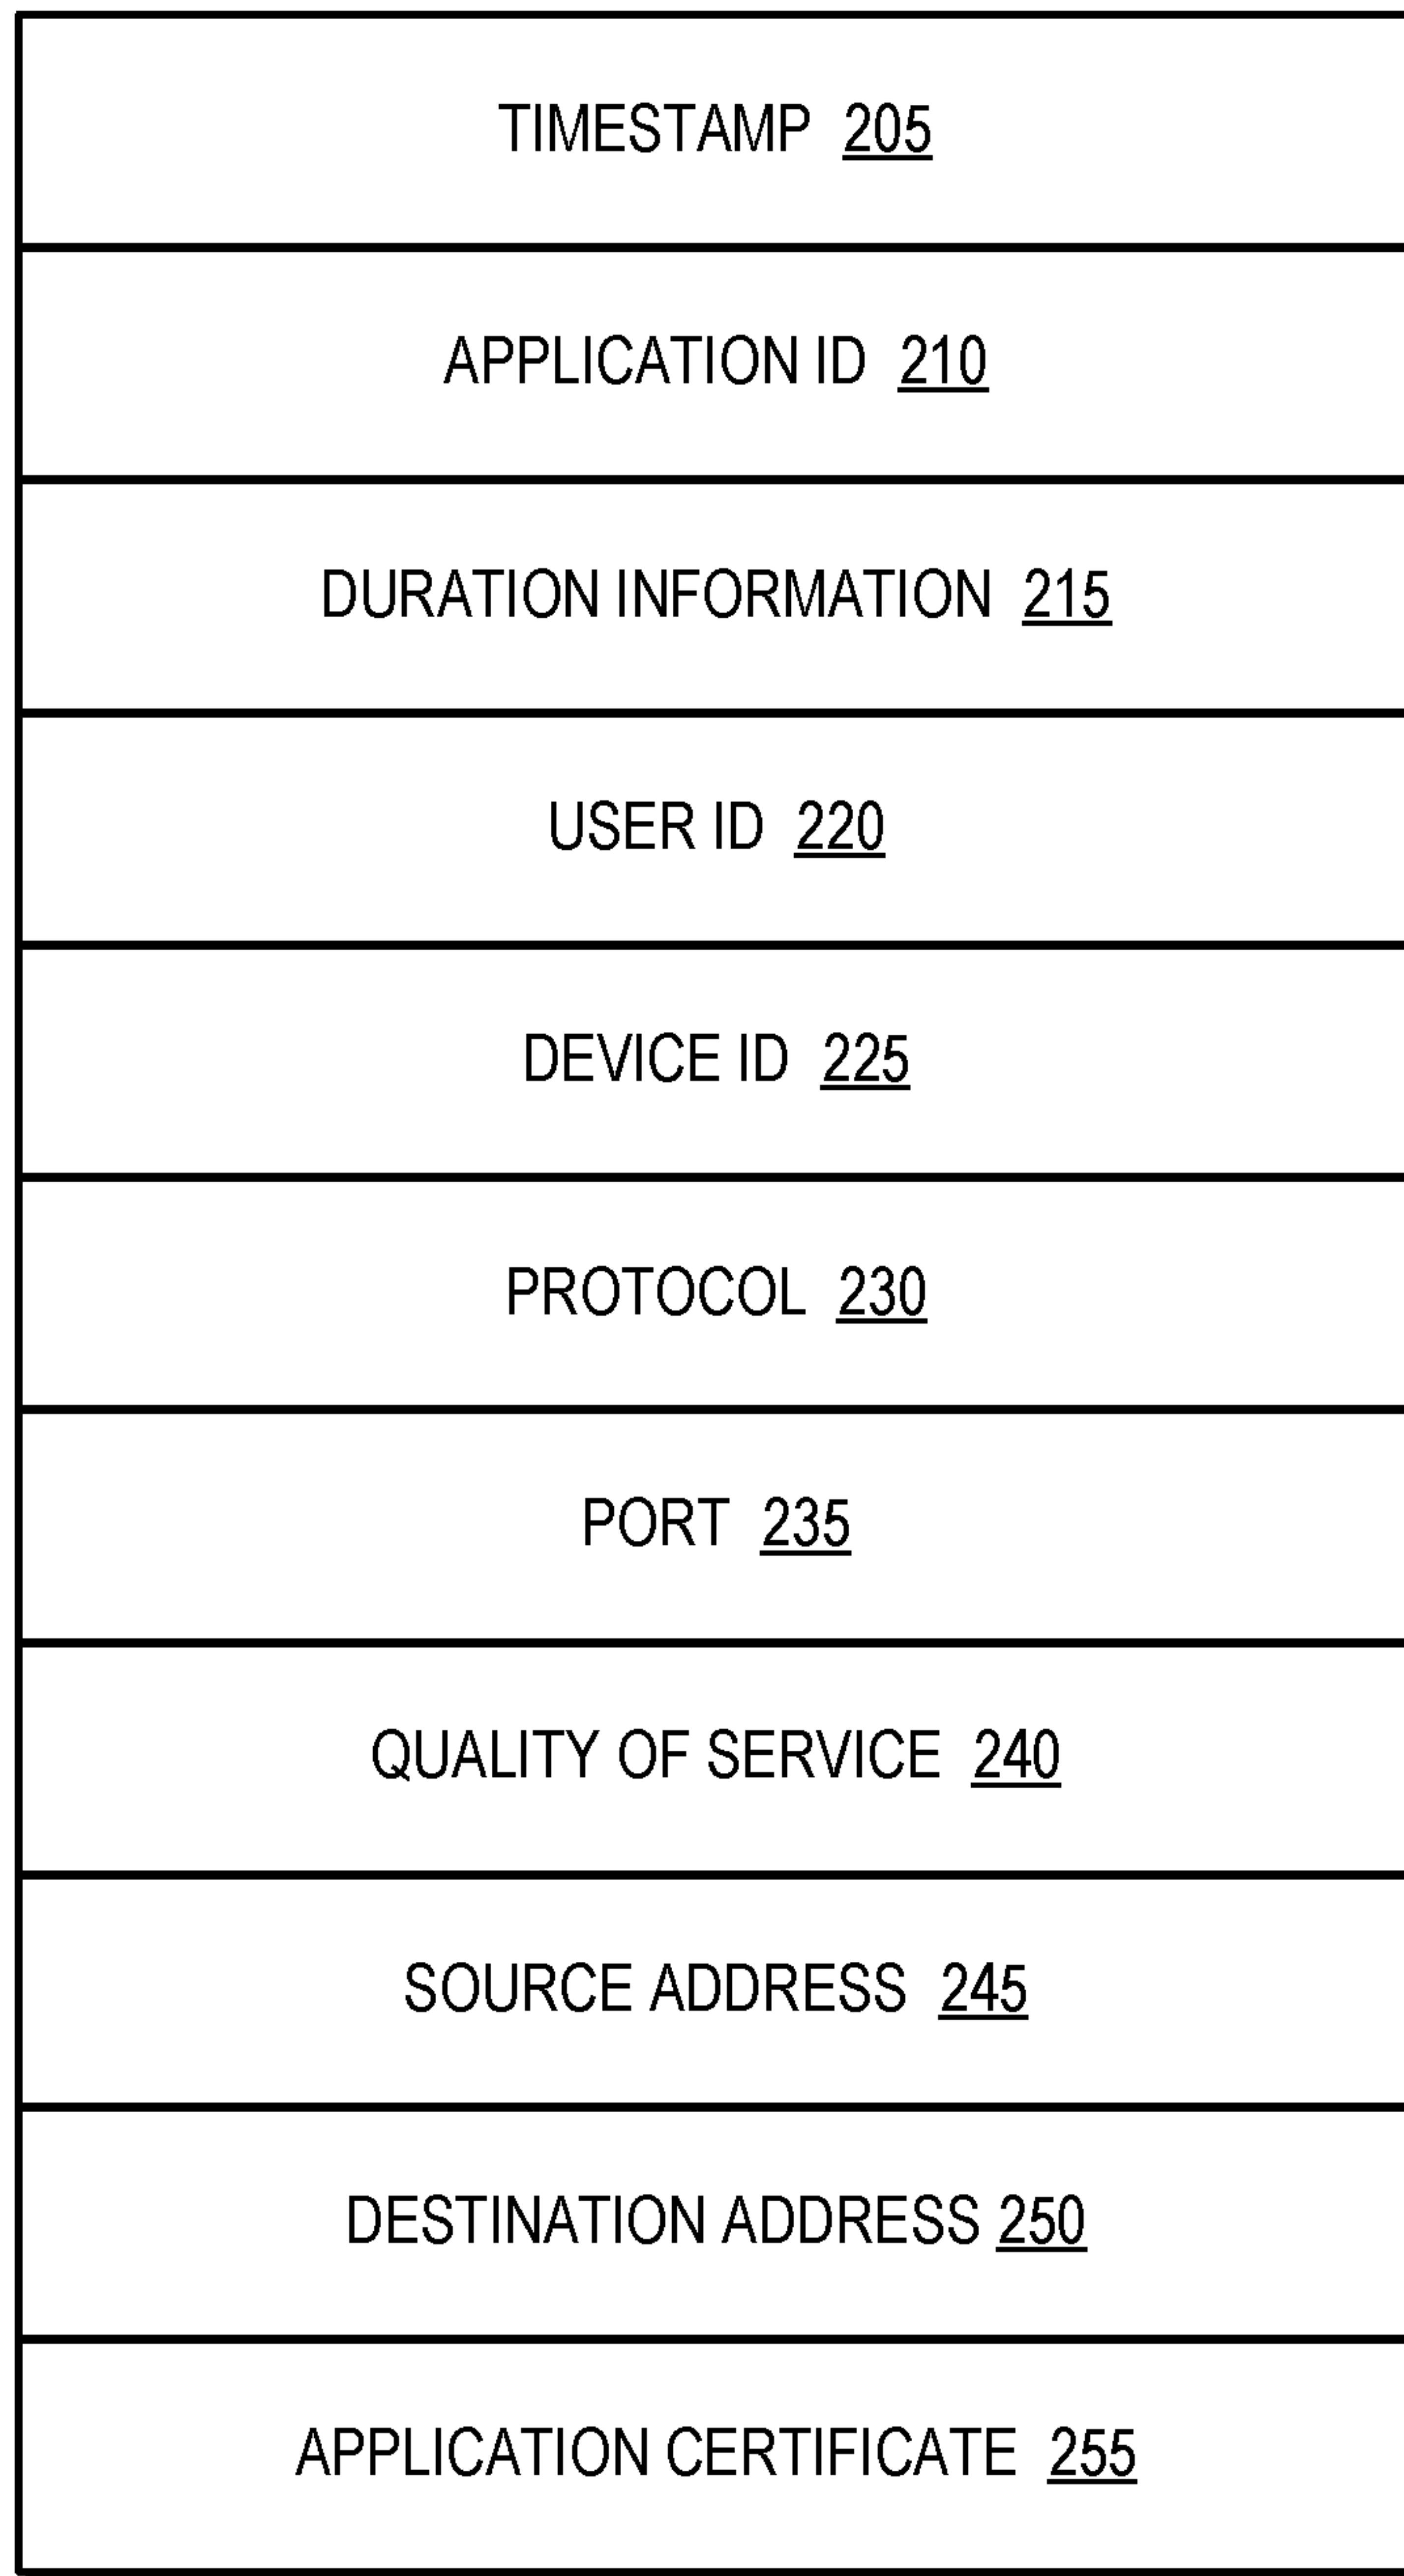 TIMESTAMP 205
APPLICATION ID 210
DURATION INFORMATION 215
USER ID 220
DEVICE ID 225
PROTOCOL 230
PORT 235
QUALITY OF SERVICE 240
SOURCE ADDRESS 245
DESTINATION ADDRESS 250
APPLICATION CERTIFICATE 255